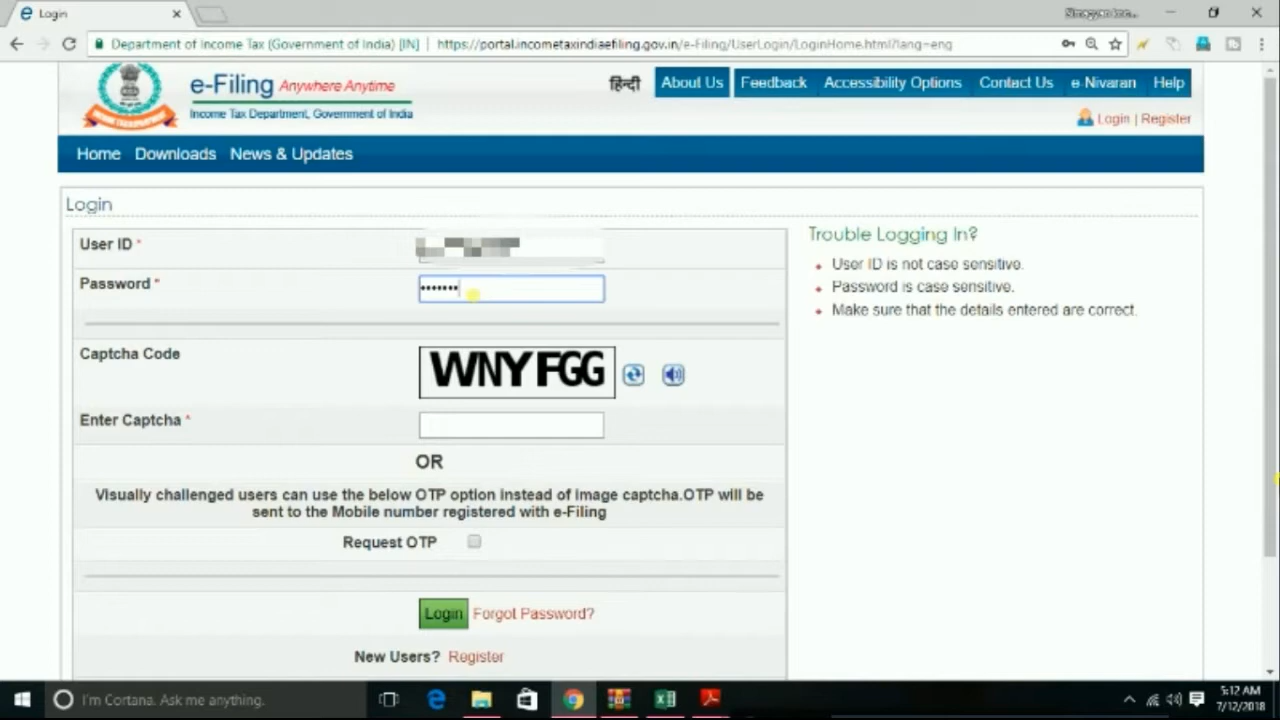 Login
Department of Income Tax (Government of India) [IN] | https://portal.incometaxindiaefiling.gov.in/e-Filing/UserLogin/LoginHome.html?lang=eng
e-Filing Anywhere Anytime
Income Tax Department, Government of India
हिन्दी About Us Feedback Accessibility Options Contact Us e Nivaran Help
Login | Register
Home Downloads News & Updates
Login
User ID *
Password * •••••••
Captcha Code WNYFGG
Enter Captcha *
OR
Visually challenged users can use the below OTP option instead of image captcha.OTP will be
sent to the Mobile number registered with e-Filing
Request OTP
Login Forgot Password?
New Users? Register
Trouble Logging In?
User ID is not case sensitive.
Password is case sensitive.
Make sure that the details entered are correct.
I'm Cortana. Ask me anything.
5:12 AM
7/12/2018